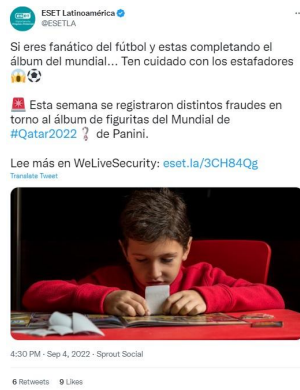 ESET Latinoamérica
@ESETLA
Si eres fanático del fútbol y estas completando el
álbum del mundial... Ten cuidado con los estafadores
Esta semana se registraron distintos fraudes en
torno al álbum de figuritas del Mundial de
#Qatar2022 de Panini.
Lee más en WeLiveSecurity: eset.la/3CH84Qg
Translate Tweet
4:30 PM · Sep 4, 2022 · Sprout Social
6 Retweets 9 Likes